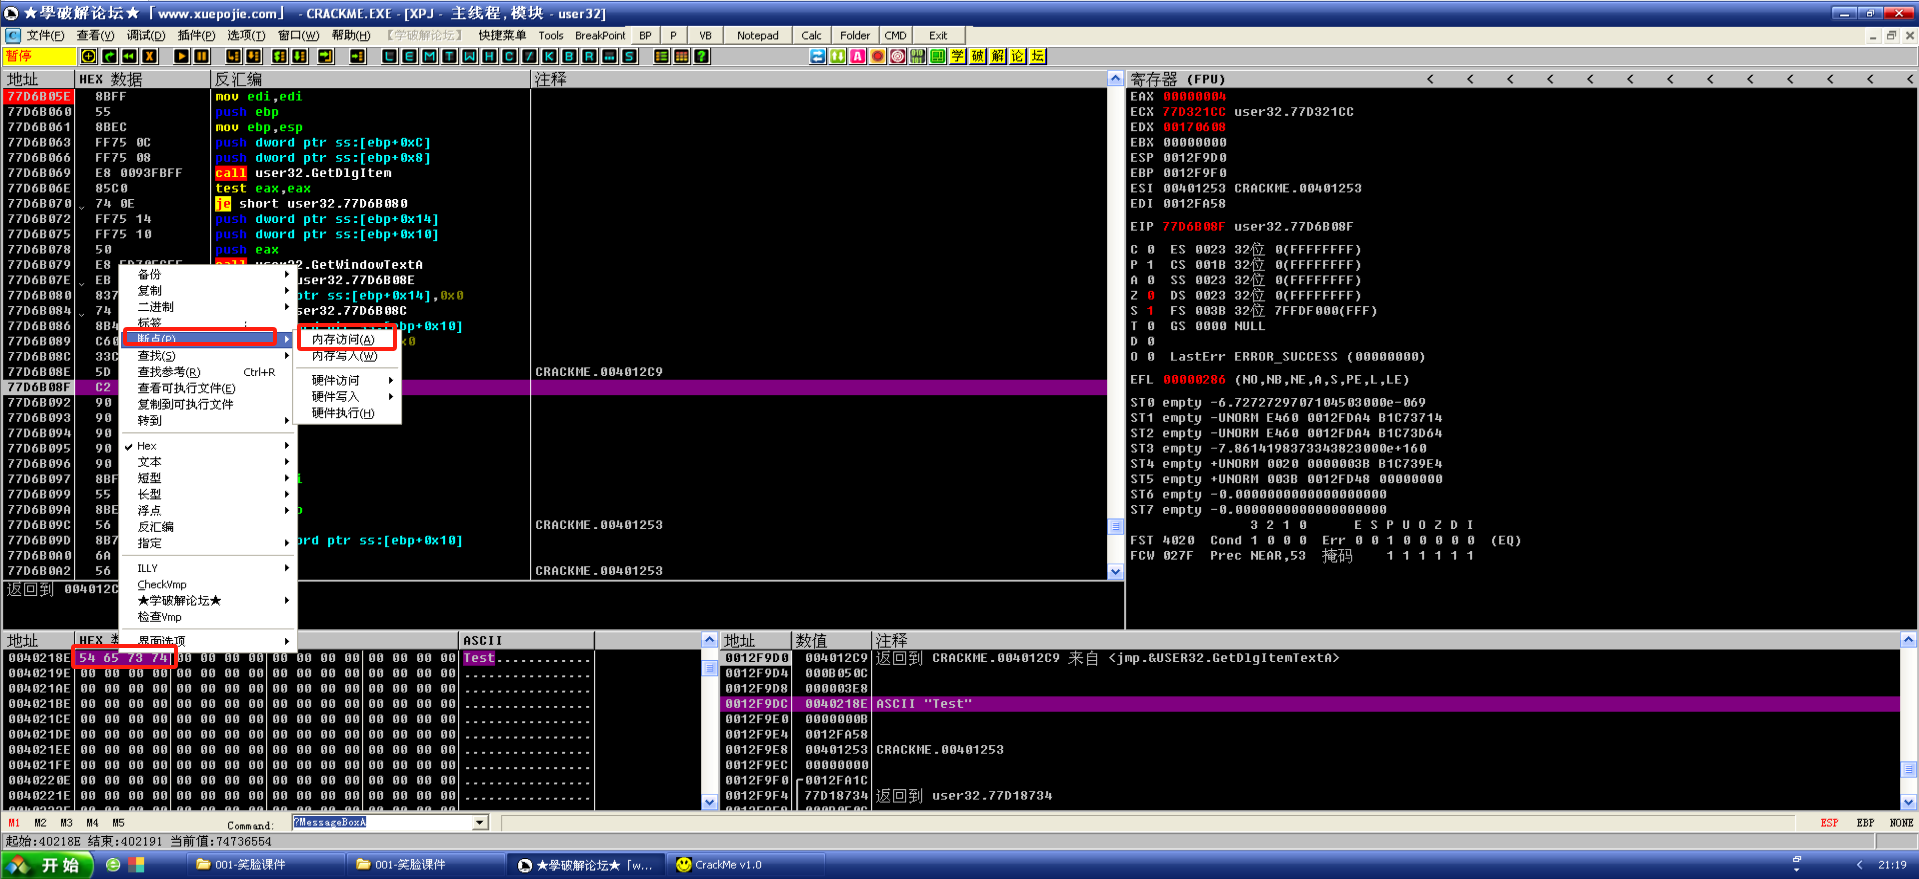 ★學破解论坛★「www.xuepojie.com」 - CRACKME.EXE - [XPJ - 主线程,模块 - user32]
文件(F) 查看(V) 调试(D) 插件(P) 选项(T) 窗口(W) 帮助(H) 【学破解论坛】 快捷菜单 Tools BreakPoint BP P VB Notepad Calc Folder CMD Exit
暂停 L E M T W H C / K B R ... S A 学 破 解 论 坛
地址 HEX 数据 反汇编 注释
77D6B05E 8BFF mov edi,edi
77D6B060 55 push ebp
77D6B061 8BEC mov ebp,esp
77D6B063 FF75 0C push dword ptr ss:[ebp+0xC]
77D6B066 FF75 08 push dword ptr ss:[ebp+0x8]
77D6B069 E8 0093FBFF call user32.GetDlgItem
77D6B06E 85C0 test eax,eax
77D6B070 74 0E je short user32.77D6B080
77D6B072 FF75 14 push dword ptr ss:[ebp+0x14]
77D6B075 FF75 10 push dword ptr ss:[ebp+0x10]
77D6B078 50 push eax
77D6B079 E8 call user32.GetWindowTextA
77D6B07E EB user32.77D6B08E
77D6B080 837 ptr ss:[ebp+0x14],0x0
77D6B084 74 ser32.77D6B08C
77D6B086 8B4 [ebp+0x10]
77D6B089 C60 x0
77D6B08C 33C
77D6B08E 5D CRACKME.004012C9
77D6B08F C2
77D6B092 90
77D6B093 90
77D6B094 90
77D6B095 90
77D6B096 90
77D6B097 8BF i
77D6B099 55
77D6B09A 8BE
77D6B09C 56 CRACKME.00401253
77D6B09D 8B7 ord ptr ss:[ebp+0x10]
77D6B0A0 6A
77D6B0A2 56 CRACKME.00401253
返回到 004012C
备份
复制
二进制
标签 :
断点(P)
查找(S)
查找参考(R) Ctrl+R
查看可执行文件(E)
复制到可执行文件
转到
Hex
文本
短型
长型
浮点
反汇编
指定
ILLY
CheckVmp
★学破解论坛★
检查Vmp
界面选项
内存访问(A)
内存写入(W)
硬件访问
硬件写入
硬件执行(H)
寄存器 (FPU) < < < < < < < < < < < < <
EAX 00000004
ECX 77D321CC user32.77D321CC
EDX 00170608
EBX 00000000
ESP 0012F9D0
EBP 0012F9F0
ESI 00401253 CRACKME.00401253
EDI 0012FA58
EIP 77D6B08F user32.77D6B08F
C 0 ES 0023 32位 0(FFFFFFFF)
P 1 CS 001B 32位 0(FFFFFFFF)
A 0 SS 0023 32位 0(FFFFFFFF)
Z 0 DS 0023 32位 0(FFFFFFFF)
S 1 FS 003B 32位 7FFDF000(FFF)
T 0 GS 0000 NULL
D 0
O 0 LastErr ERROR_SUCCESS (00000000)
EFL 00000286 (NO,NB,NE,A,S,PE,L,LE)
ST0 empty -6.7272729707104503000e-069
ST1 empty -UNORM E460 0012FDA4 B1C73714
ST2 empty -UNORM E460 0012FDA4 B1C73D64
ST3 empty -7.8614198373343823000e+160
ST4 empty +UNORM 0020 0000003B B1C739E4
ST5 empty +UNORM 003B 0012FD48 00000000
ST6 empty -0.0000000000000000000
ST7 empty -0.0000000000000000000
3 2 1 0 E S P U O Z D I
FST 4020 Cond 1 0 0 0 Err 0 0 1 0 0 0 0 0 (EQ)
FCW 027F Prec NEAR,53 掩码 1 1 1 1 1 1
地址 HEX 数 ASCII
0040218E 54 65 73 74 00 00 00 00 00 00 00 00 00 00 00 00 Test............
0040219E 00 00 00 00 00 00 00 00 00 00 00 00 00 00 00 00 ................
004021AE 00 00 00 00 00 00 00 00 00 00 00 00 00 00 00 00 ................
004021BE 00 00 00 00 00 00 00 00 00 00 00 00 00 00 00 00 ................
004021CE 00 00 00 00 00 00 00 00 00 00 00 00 00 00 00 00 ................
004021DE 00 00 00 00 00 00 00 00 00 00 00 00 00 00 00 00 ................
004021EE 00 00 00 00 00 00 00 00 00 00 00 00 00 00 00 00 ................
004021FE 00 00 00 00 00 00 00 00 00 00 00 00 00 00 00 00 ................
0040220E 00 00 00 00 00 00 00 00 00 00 00 00 00 00 00 00 ................
0040221E 00 00 00 00 00 00 00 00 00 00 00 00 00 00 00 00 ................
地址 数值 注释
0012F9D0 004012C9 返回到 CRACKME.004012C9 来自 <jmp.&USER32.GetDlgItemTextA>
0012F9D4 000B050C
0012F9D8 000003E8
0012F9DC 0040218E ASCII "Test"
0012F9E0 0000000B
0012F9E4 0012FA58
0012F9E8 00401253 CRACKME.00401253
0012F9EC 00000000
0012F9F0 0012FA1C
0012F9F4 77D18734 返回到 user32.77D18734
M1 M2 M3 M4 M5 Command: ?MessageBoxA ESP EBP NONE
起始:40218E 结束:402191 当前值:74736554
开始 001-笑脸课件 001-笑脸课件 ★學破解论坛★「w... CrackMe v1.0 < 21:19